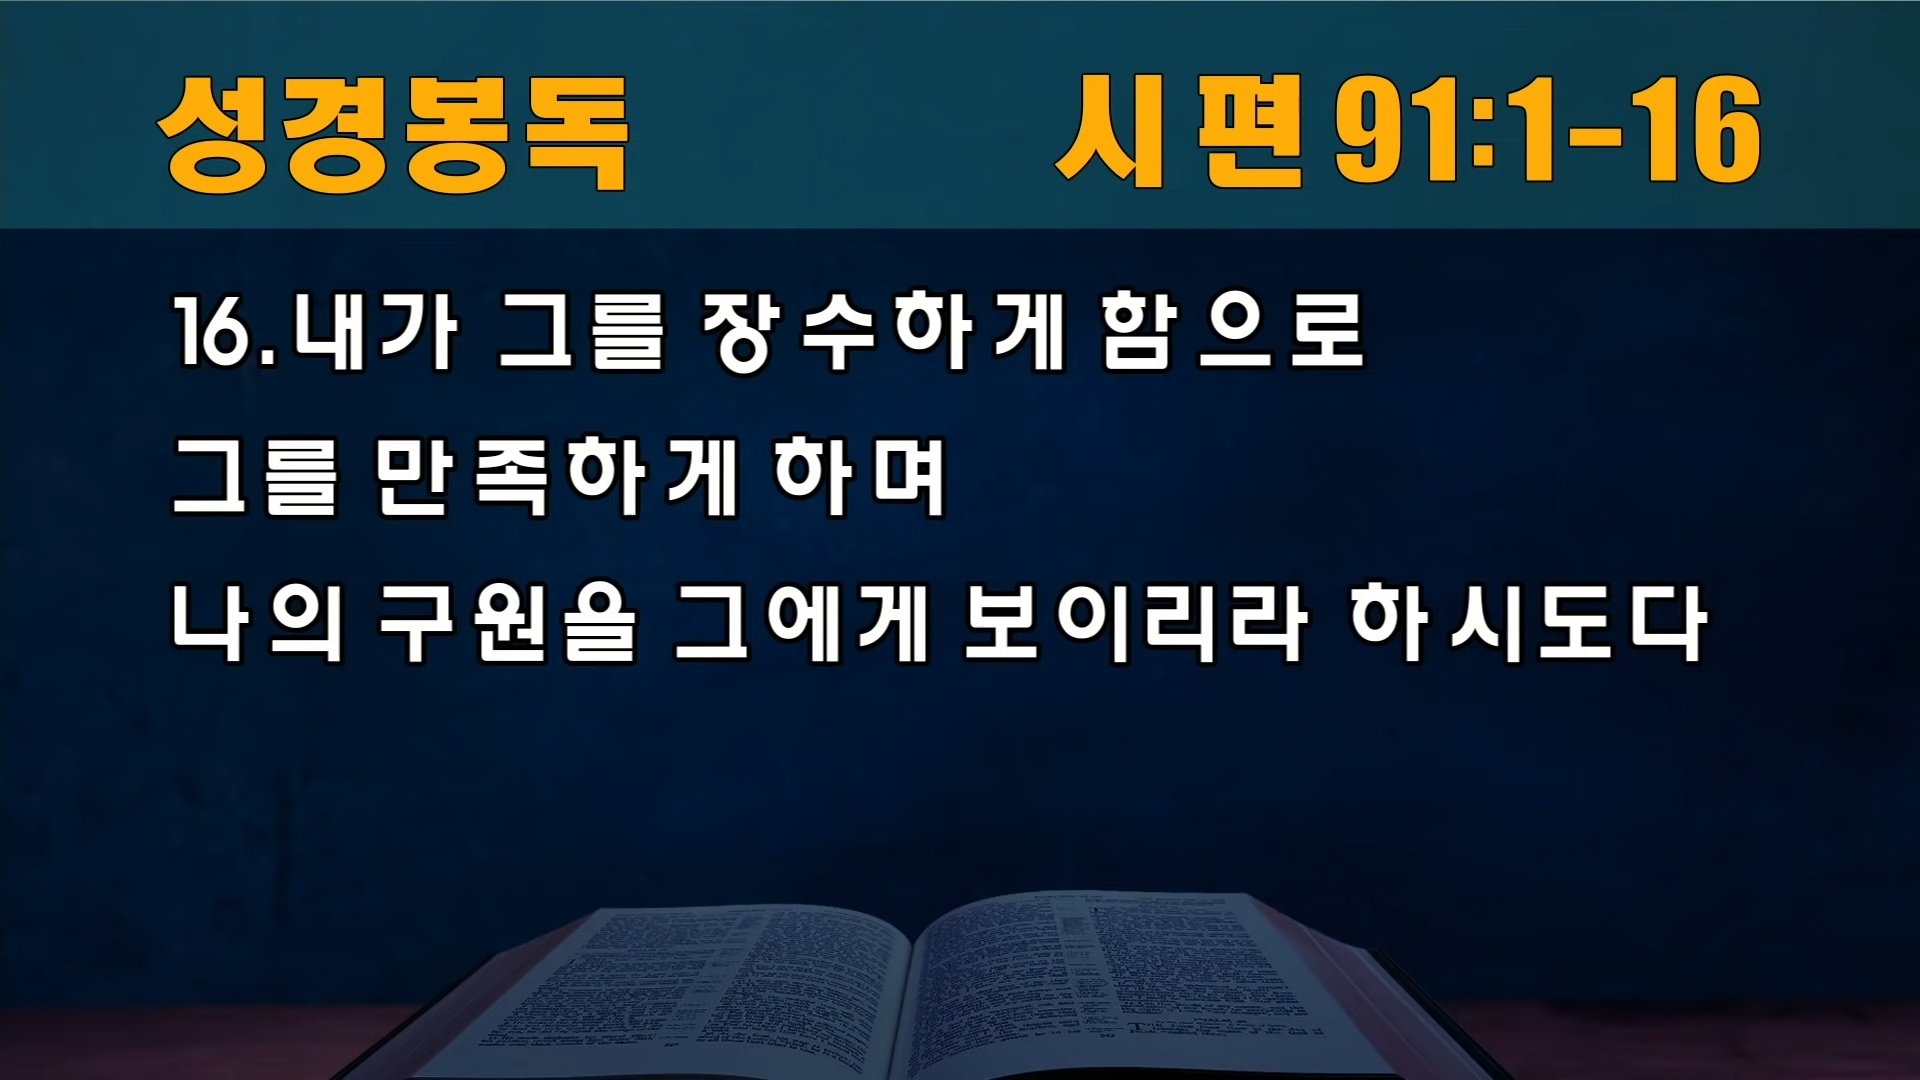 성경봉독 시편 91:1-16
16.내가 그를 장수하게 함으로
그를 만족하게 하며
나의 구원을 그에게 보이리라 하시도다